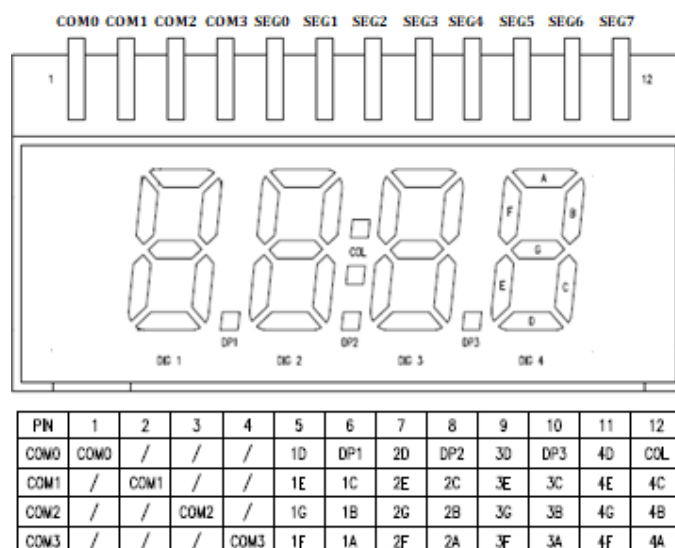 COM0 COM1 COM2 COM3 SEG0 SEG1 SEG2 SEG3 SEG4 SEG5 SEG6 SEG7
1 12
A
F B
COL G
E C
D
DP1 DP2 DP3
DIG 1 DIG 2 DIG 3 DIG 4
PIN 1 2 3 4 5 6 7 8 9 10 11 12
COM0 COM0 / / / 1D DP1 2D DP2 3D DP3 4D COL
COM1 / COM1 / / 1E 1C 2E 2C 3E 3C 4E 4C
COM2 / / COM2 / 1G 1B 2G 2B 3G 3B 4G 4B
COM3 / / / COM3 1F 1A 2F 2A 3F 3A 4F 4A